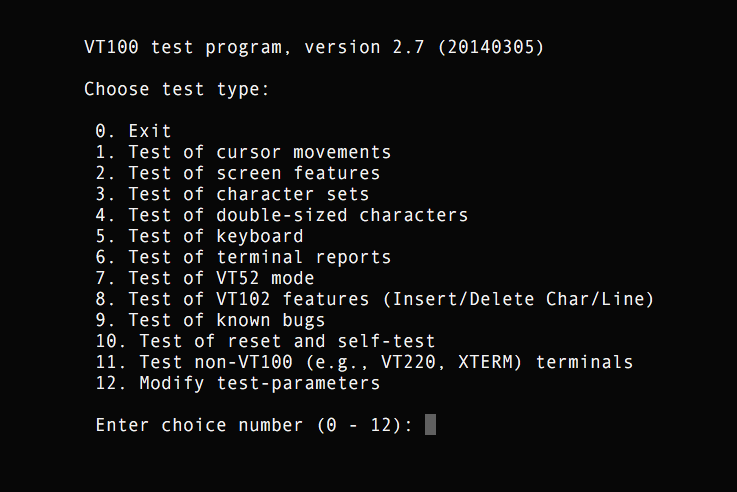 VT100 test program, version 2.7 (20140305)
Choose test type:
0. Exit
1. Test of cursor movements
2. Test of screen features
3. Test of character sets
4. Test of double-sized characters
5. Test of keyboard
6. Test of terminal reports
7. Test of VT52 mode
8. Test of VT102 features (Insert/Delete Char/Line)
9. Test of known bugs
10. Test of reset and self-test
11. Test non-VT100 (e.g., VT220, XTERM) terminals
12. Modify test-parameters
Enter choice number (0 - 12):